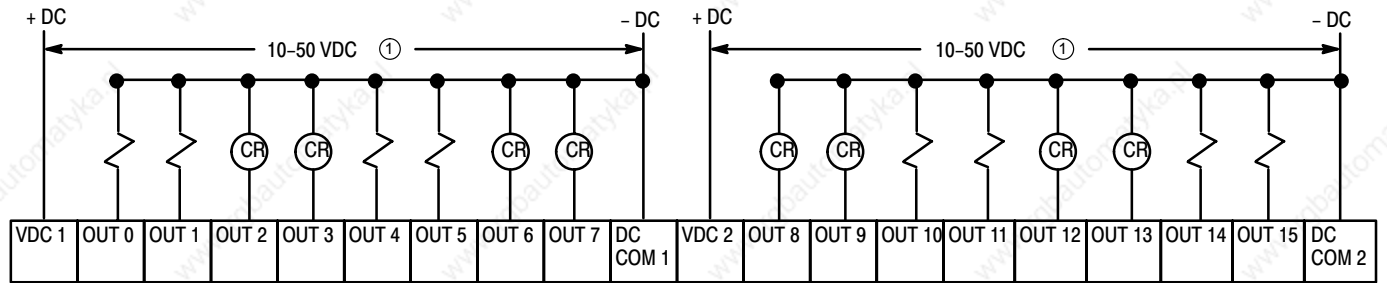 + DC – DC + DC – DC
10–50 VDC ① 10–50 VDC ①
CR CR CR CR CR CR CR CR
VDC 1 OUT 0 OUT 1 OUT 2 OUT 3 OUT 4 OUT 5 OUT 6 OUT 7 DC COM 1 VDC 2 OUT 8 OUT 9 OUT 10 OUT 11 OUT 12 OUT 13 OUT 14 OUT 15 DC COM 2